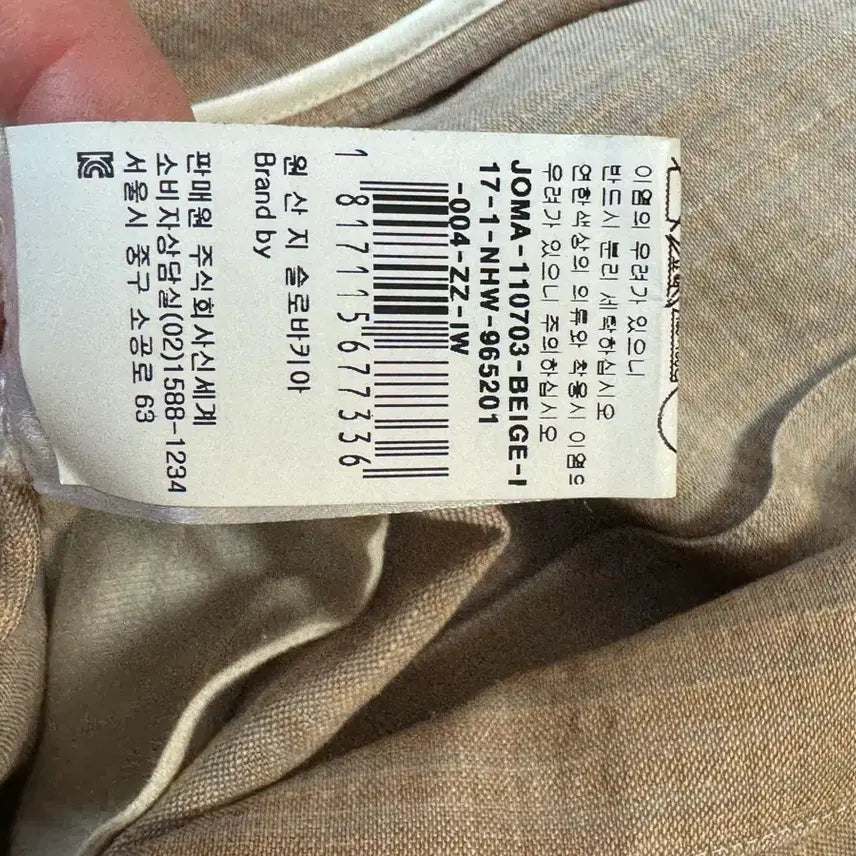 이염의 우려가 있으니
반드시 분리 세탁하십시오
연한색상의 의류와 착용시 이염으
우려가 있으니 주의하십시오
JOMA-110703-BEIGE-I
17-1-NHW-965201
-004-ZZ-IW
1 817115677336
원 산 지 슬로바키아
Brand by
판매원 주식회사신세계
소비자상담실(02)1588-1234
서울시 중구 소공로 63